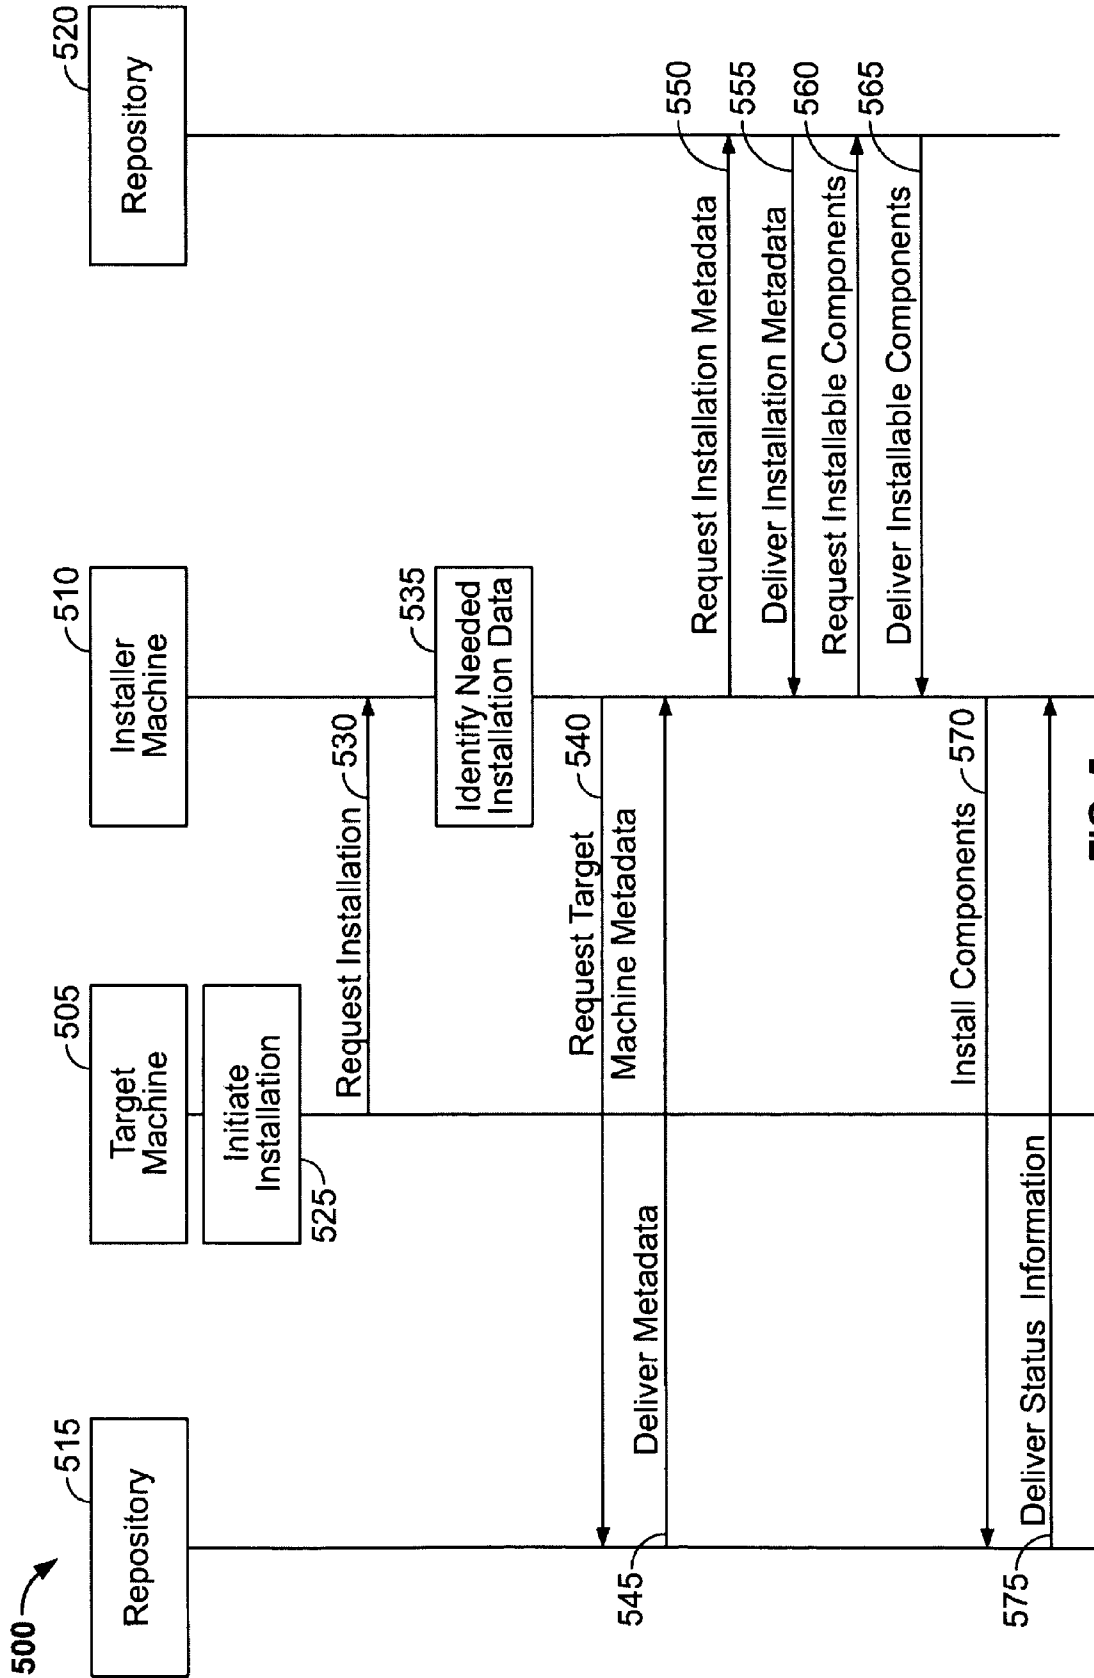 500
515
Repository
505
Target
Machine
510
Installer
Machine
520
Repository
Initiate
Installation
525
Request Installation
530
535
Identify Needed
Installation Data
Request Target
Machine Metadata
540
Deliver Metadata
545
Request Installation Metadata
550
Deliver Installation Metadata
555
Request Installable Components
560
Deliver Installable Components
565
Install Components
570
Deliver Status Information
575